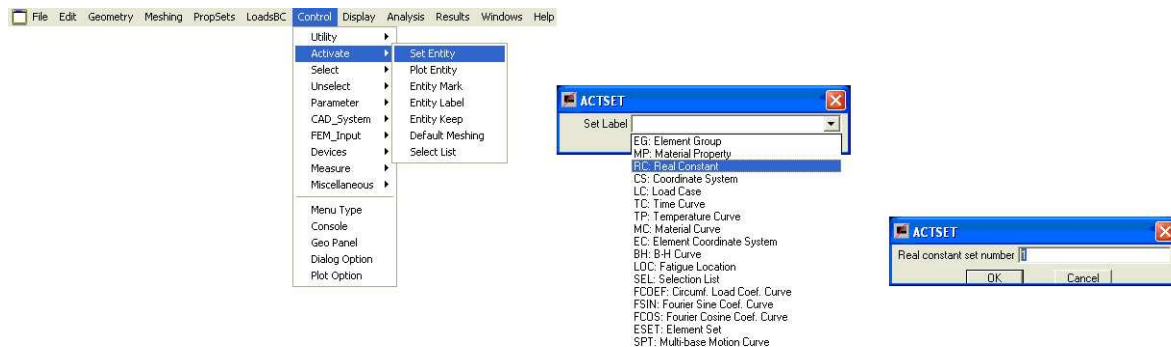 File Edit Geometry Meshing PropSets LoadsBC Control Display Analysis Results Windows Help
Utility
Activate
Select
Unselect
Parameter
CAD_System
FEM_Input
Devices
Measure
Miscellaneous
Menu Type
Console
Geo Panel
Dialog Option
Plot Option
Set Entity
Plot Entity
Entity Mark
Entity Label
Entity Keep
Default Meshing
Select List
ACTSET
Set Label
EG: Element Group
MP: Material Property
RC: Real Constant
CS: Coordinate System
LC: Load Case
TC: Time Curve
TP: Temperature Curve
MC: Material Curve
EC: Element Coordinate System
BH: B-H Curve
LOC: Fatigue Location
SEL: Selection List
FCOEF: Circumf. Load Coef. Curve
FSIN: Fourier Sine Coef. Curve
FCOS: Fourier Cosine Coef. Curve
ESET: Element Set
SPT: Multi-base Motion Curve
ACTSET
Real constant set number 1
OK Cancel